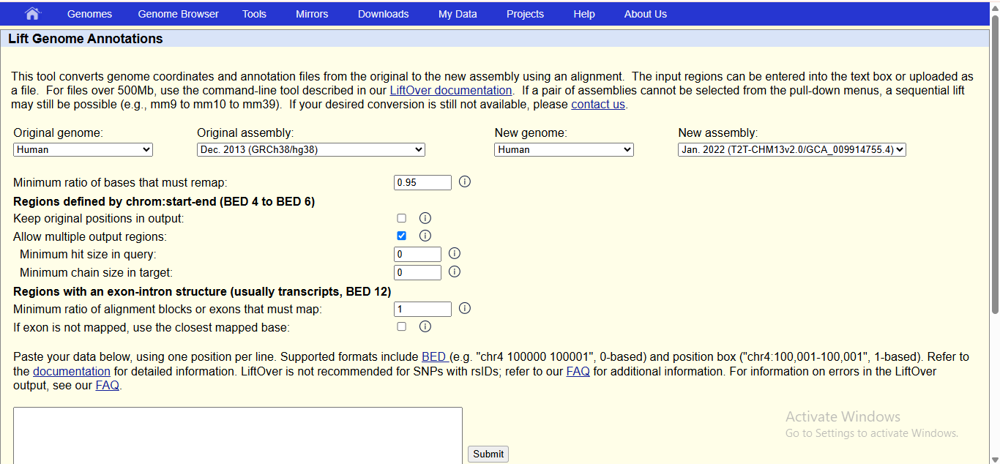 Genomes Genome Browser Tools Mirrors Downloads My Data Projects Help About Us
Lift Genome Annotations
This tool converts genome coordinates and annotation files from the original to the new assembly using an alignment.  The input regions can be entered into the text box or uploaded as
a file.  For files over 500Mb, use the command-line tool described in our LiftOver documentation.  If a pair of assemblies cannot be selected from the pull-down menus, a sequential lift
may still be possible (e.g., mm9 to mm10 to mm39).  If your desired conversion is still not available, please contact us.
Original genome: Original assembly: New genome: New assembly:
Human Dec. 2013 (GRCh38/hg38) Human Jan. 2022 (T2T-CHM13v2.0/GCA_009914755.4)
Minimum ratio of bases that must remap: 0.95
Regions defined by chrom:start-end (BED 4 to BED 6)
Keep original positions in output:
Allow multiple output regions:
Minimum hit size in query: 0
Minimum chain size in target: 0
Regions with an exon-intron structure (usually transcripts, BED 12)
Minimum ratio of alignment blocks or exons that must map: 1
If exon is not mapped, use the closest mapped base:
Paste your data below, using one position per line. Supported formats include BED (e.g. "chr4 100000 100001", 0-based) and position box ("chr4:100,001-100,001", 1-based). Refer to
the documentation for detailed information. LiftOver is not recommended for SNPs with rsIDs; refer to our FAQ for additional information. For information on errors in the LiftOver
output, see our FAQ.
Activate Windows
Go to Settings to activate Windows.
Submit